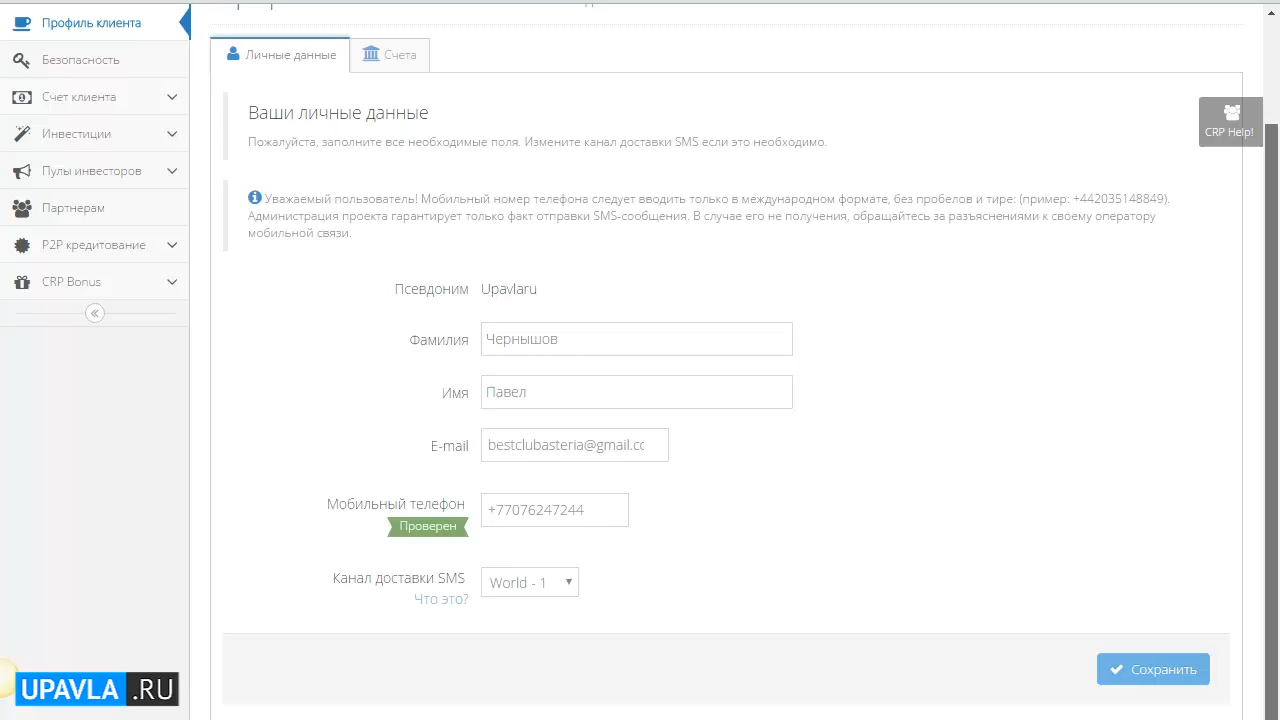 Профиль клиента
Безопасность
Счет клиента
Инвестиции
Пулы инвесторов
Партнерам
P2P кредитование
CRP Bonus
Личные данные
Счета
CRP Help!
Ваши личные данные
Пожалуйста, заполните все необходимые поля. Измените канал доставки SMS если это необходимо.
Уважаемый пользователь! Мобильный номер телефона следует вводить только в международном формате, без пробелов и тире: (пример: +442035148849).
Администрация проекта гарантирует только факт отправки SMS-сообщения. В случае его не получения, обращайтесь за разъяснениями к своему оператору
мобильной связи.
Псевдоним Upavlaru
Фамилия Чернышов
Имя Павел
E-mail bestclubasteria@gmail.cc
Мобильный телефон +77076247244
Проверен
Канал доставки SMS World - 1
Что это?
Сохранить
UPAVLA .RU